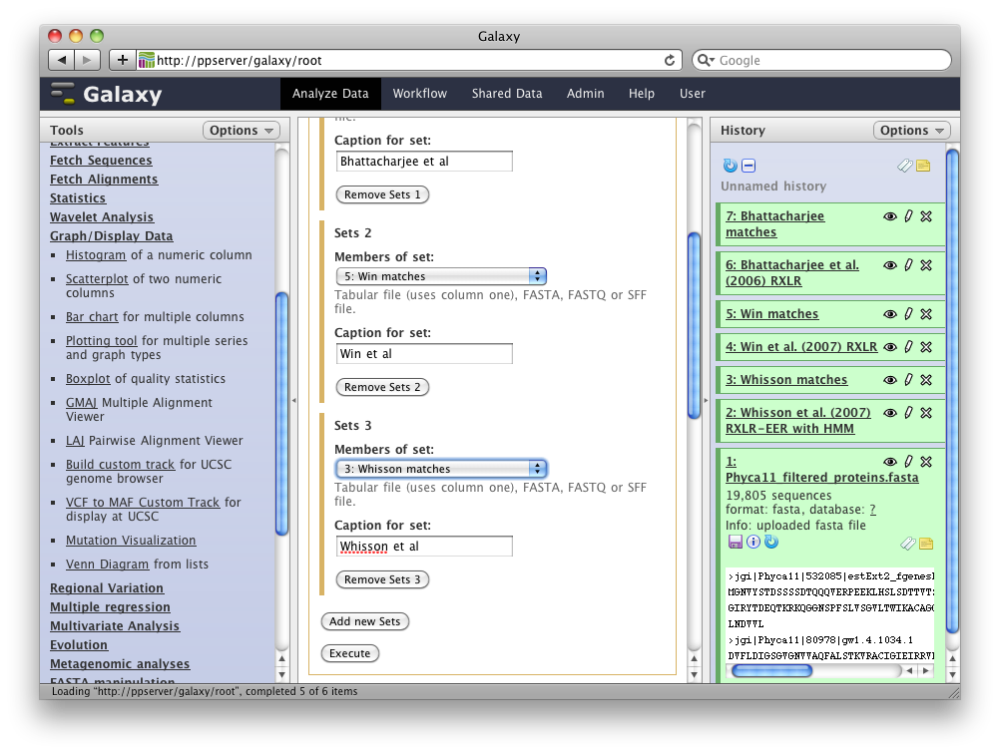 Galaxy
http://ppserver/galaxy/root
Google
Galaxy
Analyze Data
Workflow
Shared Data
Admin
Help
User
Tools
Options
Extract Features
Fetch Sequences
Fetch Alignments
Statistics
Wavelet Analysis
Graph/Display Data
Histogram of a numeric column
Scatterplot of two numeric
columns
Bar chart for multiple columns
Plotting tool for multiple series
and graph types
Boxplot of quality statistics
GMAJ Multiple Alignment
Viewer
LAJ Pairwise Alignment Viewer
Build custom track for UCSC
genome browser
VCF to MAF Custom Track for
display at UCSC
Mutation Visualization
Venn Diagram from lists
Regional Variation
Multiple regression
Multivariate Analysis
Evolution
Metagenomic analyses
FASTA manipulation
file.
Caption for set:
Bhattacharjee et al
Remove Sets 1
Sets 2
Members of set:
5: Win matches
Tabular file (uses column one), FASTA, FASTQ or SFF
file.
Caption for set:
Win et al
Remove Sets 2
Sets 3
Members of set:
3: Whisson matches
Tabular file (uses column one), FASTA, FASTQ or SFF
file.
Caption for set:
Whisson et al
Remove Sets 3
Add new Sets
Execute
History
Options
Unnamed history
7: Bhattacharjee
matches
6: Bhattacharjee et al.
(2006) RXLR
5: Win matches
4: Win et al. (2007) RXLR
3: Whisson matches
2: Whisson et al. (2007)
RXLR-EER with HMM
1:
Phyca11_filtered_proteins.fasta
19,805 sequences
format: fasta, database: ?
Info: uploaded fasta file
>jgi|Phyca11|532085|estExt2_fgenes
MGNVYSTDSSSSDTQQQVERPEEKLHSLSDTTVT
GIRYTDEQTKRKQGGNSPFSLVSGVLTWIKACAG
LNDVVL
>jgi|Phyca11|80978|gw1.4.1034.1
DVFLDIGSGVGNVVAQFALSTKVRACIGIEIRRV
Loading "http://ppserver/galaxy/root", completed 5 of 6 items